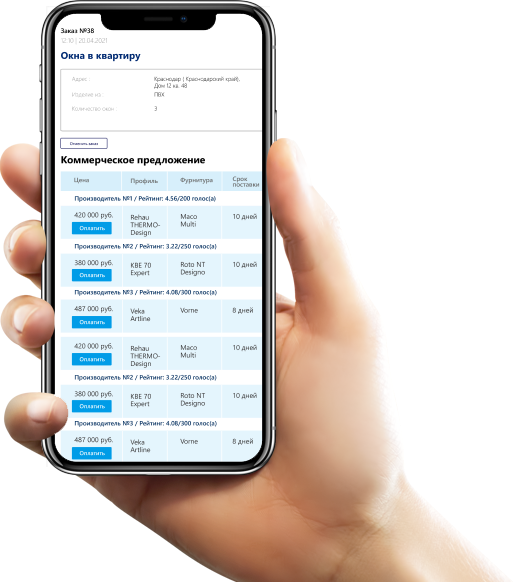 Заказ №38
12:30 | 20.04.2021
Окна в квартиру
Адрес: Краснодар ( Краснодарский край),
Дом 12 кв. 48
Изделие из: ПВХ
Количество окон: 3
Отменить заказ
Коммерческое предложение
Цена Профиль Фурнитура Срок поставки
Производитель №1 / Рейтинг: 4.56/200 голос(а)
420 000 руб. Rehau THERMO-Design Maco Multi 10 дней
Оплатить
Производитель №2 / Рейтинг: 3.22/250 голос(а)
380 000 руб. KBE 70 Expert Roto NT Designo 10 дней
Оплатить
Производитель №3 / Рейтинг: 4.08/300 голос(а)
487 000 руб. Veka Artline Vorne 8 дней
Оплатить
420 000 руб. Rehau THERMO-Design Maco Multi 10 дней
Оплатить
Производитель №2 / Рейтинг: 3.22/250 голос(а)
380 000 руб. KBE 70 Expert Roto NT Designo 10 дней
Оплатить
Производитель №3 / Рейтинг: 4.08/300 голос(а)
487 000 руб. Veka Artline Vorne 8 дней
Оплатить